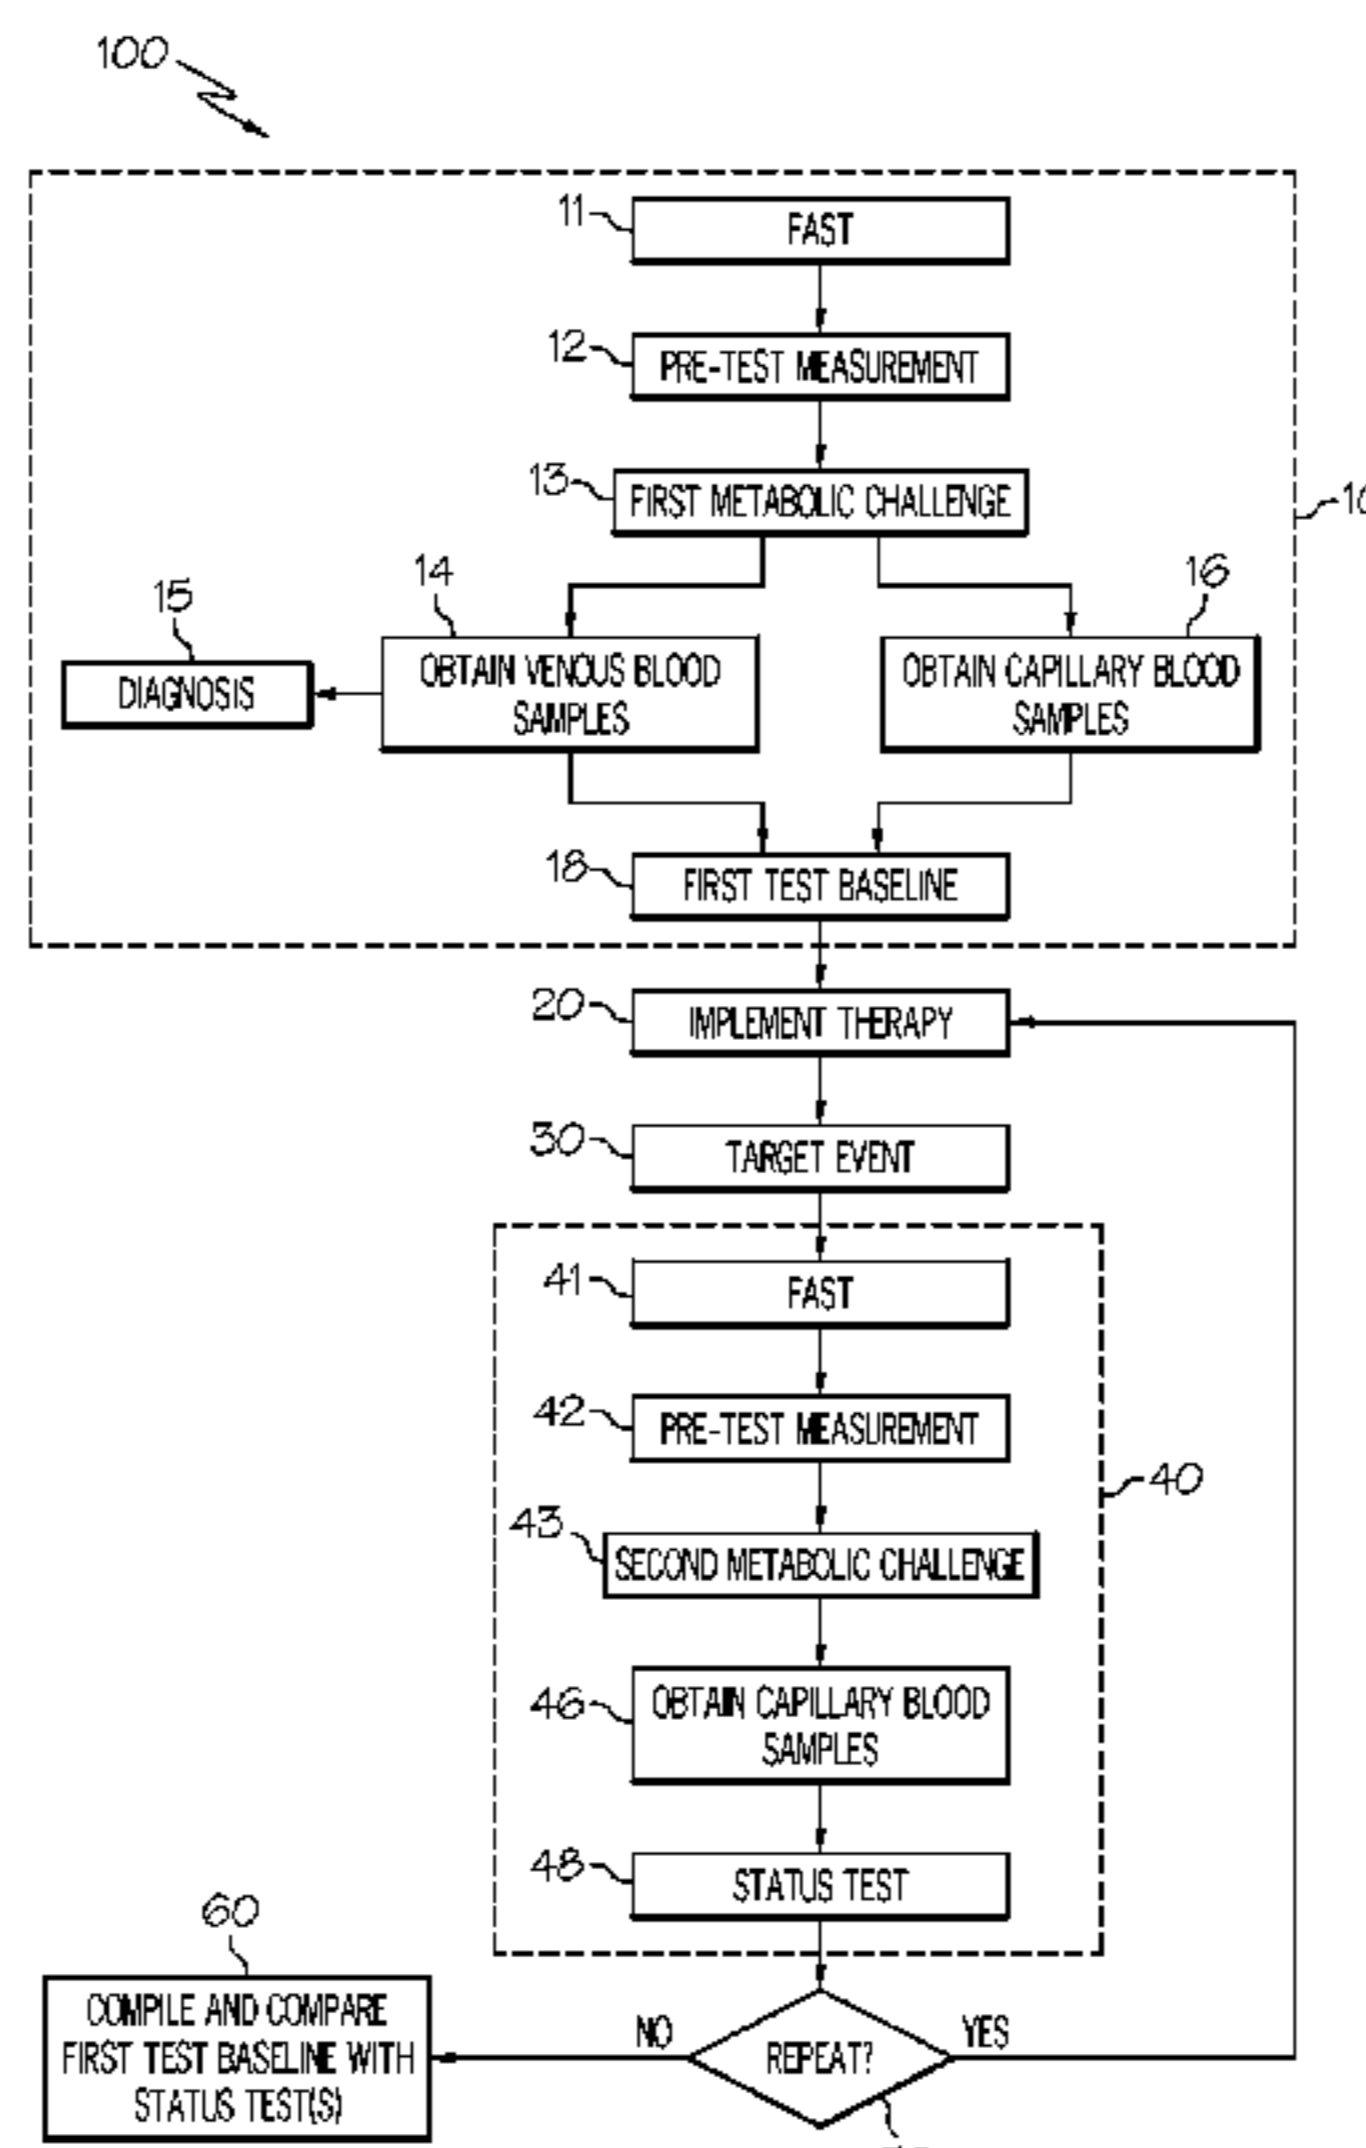 100
11
FAST
12
PRE-TEST MEASUREMENT
13
FIRST METABOLIC CHALLENGE
14
16
15
OBTAIN VENOUS BLOOD
SAMPLES
OBTAIN CAPILLARY BLOOD
SAMPLES
DIAGNOSIS
18
FIRST TEST BASELINE
20
IMPLEMENT THERAPY
30
TARGET EVENT
41
FAST
42
PRE-TEST MEASUREMENT
40
43
SECOND METABOLIC CHALLENGE
46
OBTAIN CAPILLARY BLOOD
SAMPLES
48
STATUS TEST
60
COMPILE AND COMPARE
FIRST TEST BASELINE WITH
STATUS TEST(S)
NO
REPEAT?
YES